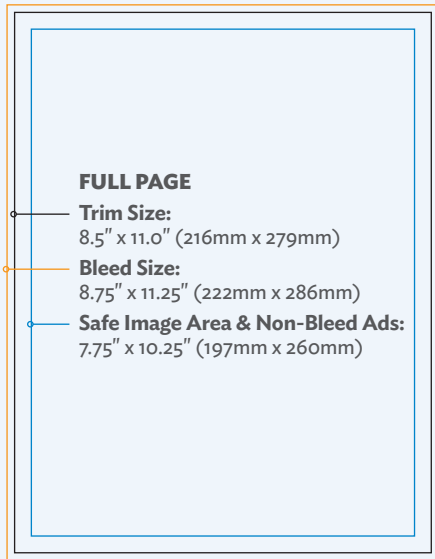 FULL PAGE
Trim Size:
8.5" x 11.0" (216mm x 279mm)
Bleed Size:
8.75" x 11.25" (222mm x 286mm)
Safe Image Area & Non-Bleed Ads:
7.75" x 10.25" (197mm x 260mm)